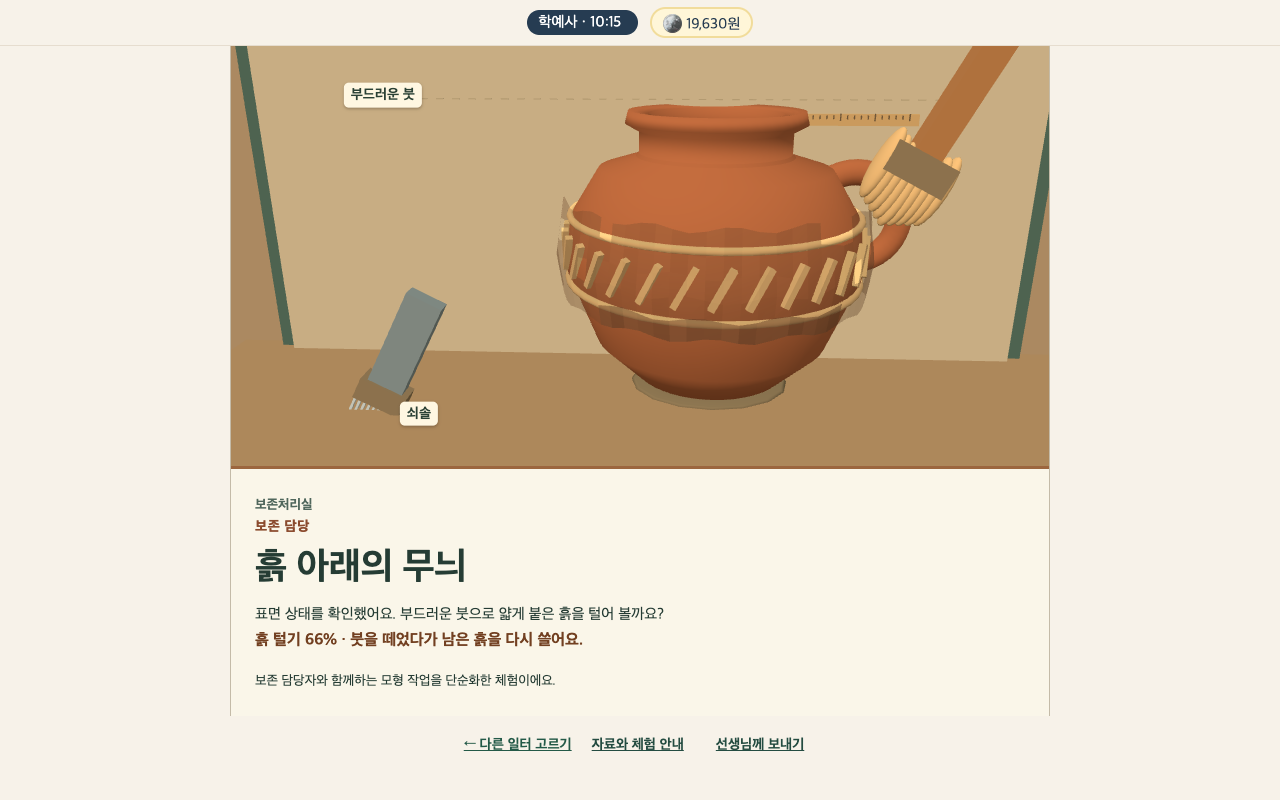 학예사 · 10:15
19,630원
부드러운 붓
쇠솔
보존처리실
보존 담당
흙 아래의 무늬
표면 상태를 확인했어요. 부드러운 붓으로 얇게 붙은 흙을 털어 볼까요?
흙 털기 66% · 붓을 떼었다가 남은 흙을 다시 쓸어요.
보존 담당자와 함께하는 모형 작업을 단순화한 체험이에요.
← 다른 일터 고르기 자료와 체험 안내 선생님께 보내기